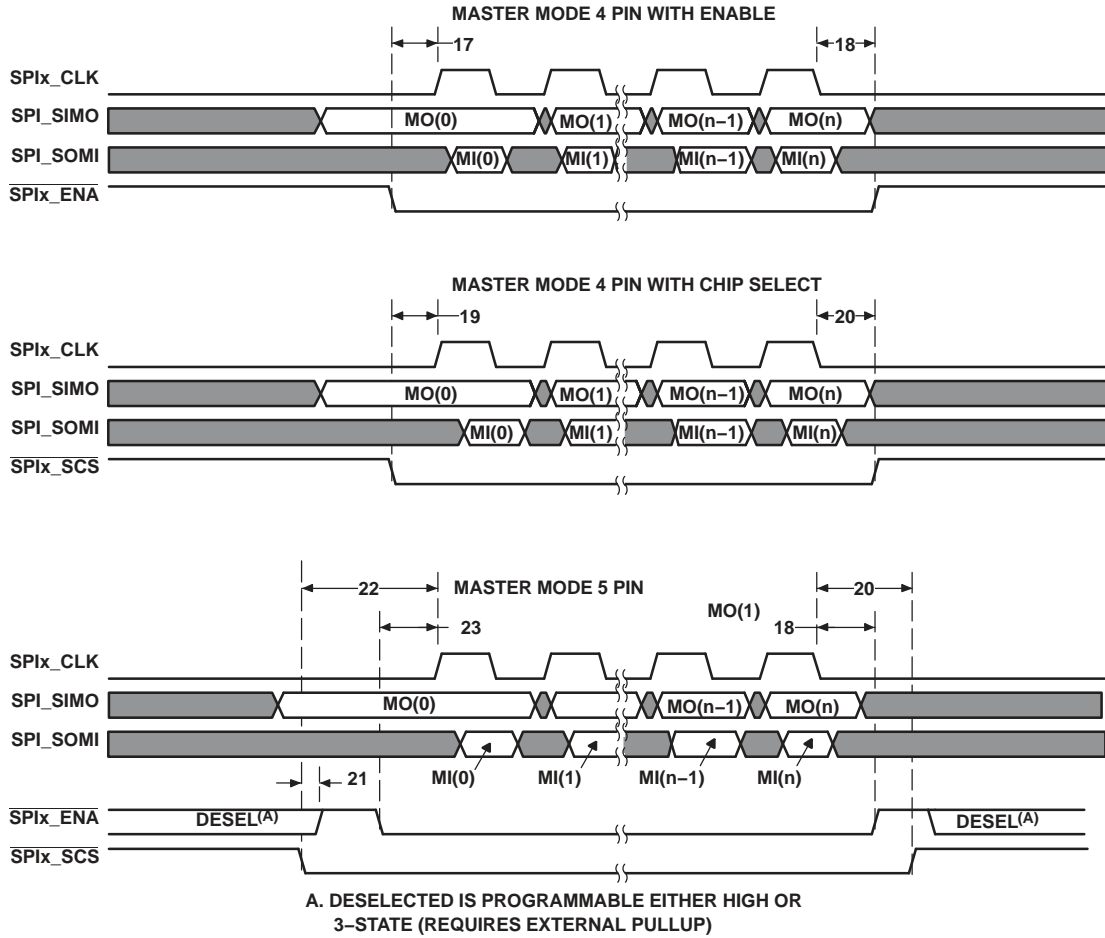 MASTER MODE 4 PIN WITH ENABLE
17
18
SPIx_CLK
SPI_SIMO
MO(0)
MO(1)
MO(n−1)
MO(n)
SPI_SOMI
MI(0)
MI(1)
MI(n−1)
MI(n)
SPIx_ENA
MASTER MODE 4 PIN WITH CHIP SELECT
19
20
SPIx_CLK
SPI_SIMO
MO(0)
MO(1)
MO(n−1)
MO(n)
SPI_SOMI
MI(0)
MI(1)
MI(n−1)
MI(n)
SPIx_SCS
22
MASTER MODE 5 PIN
20
MO(1)
23
18
SPIx_CLK
SPI_SIMO
MO(0)
MO(n−1)
MO(n)
SPI_SOMI
MI(0)
MI(1)
MI(n−1)
MI(n)
21
SPIx_ENA
DESEL(A)
DESEL(A)
SPIx_SCS
A. DESELECTED IS PROGRAMMABLE EITHER HIGH OR
3−STATE (REQUIRES EXTERNAL PULLUP)